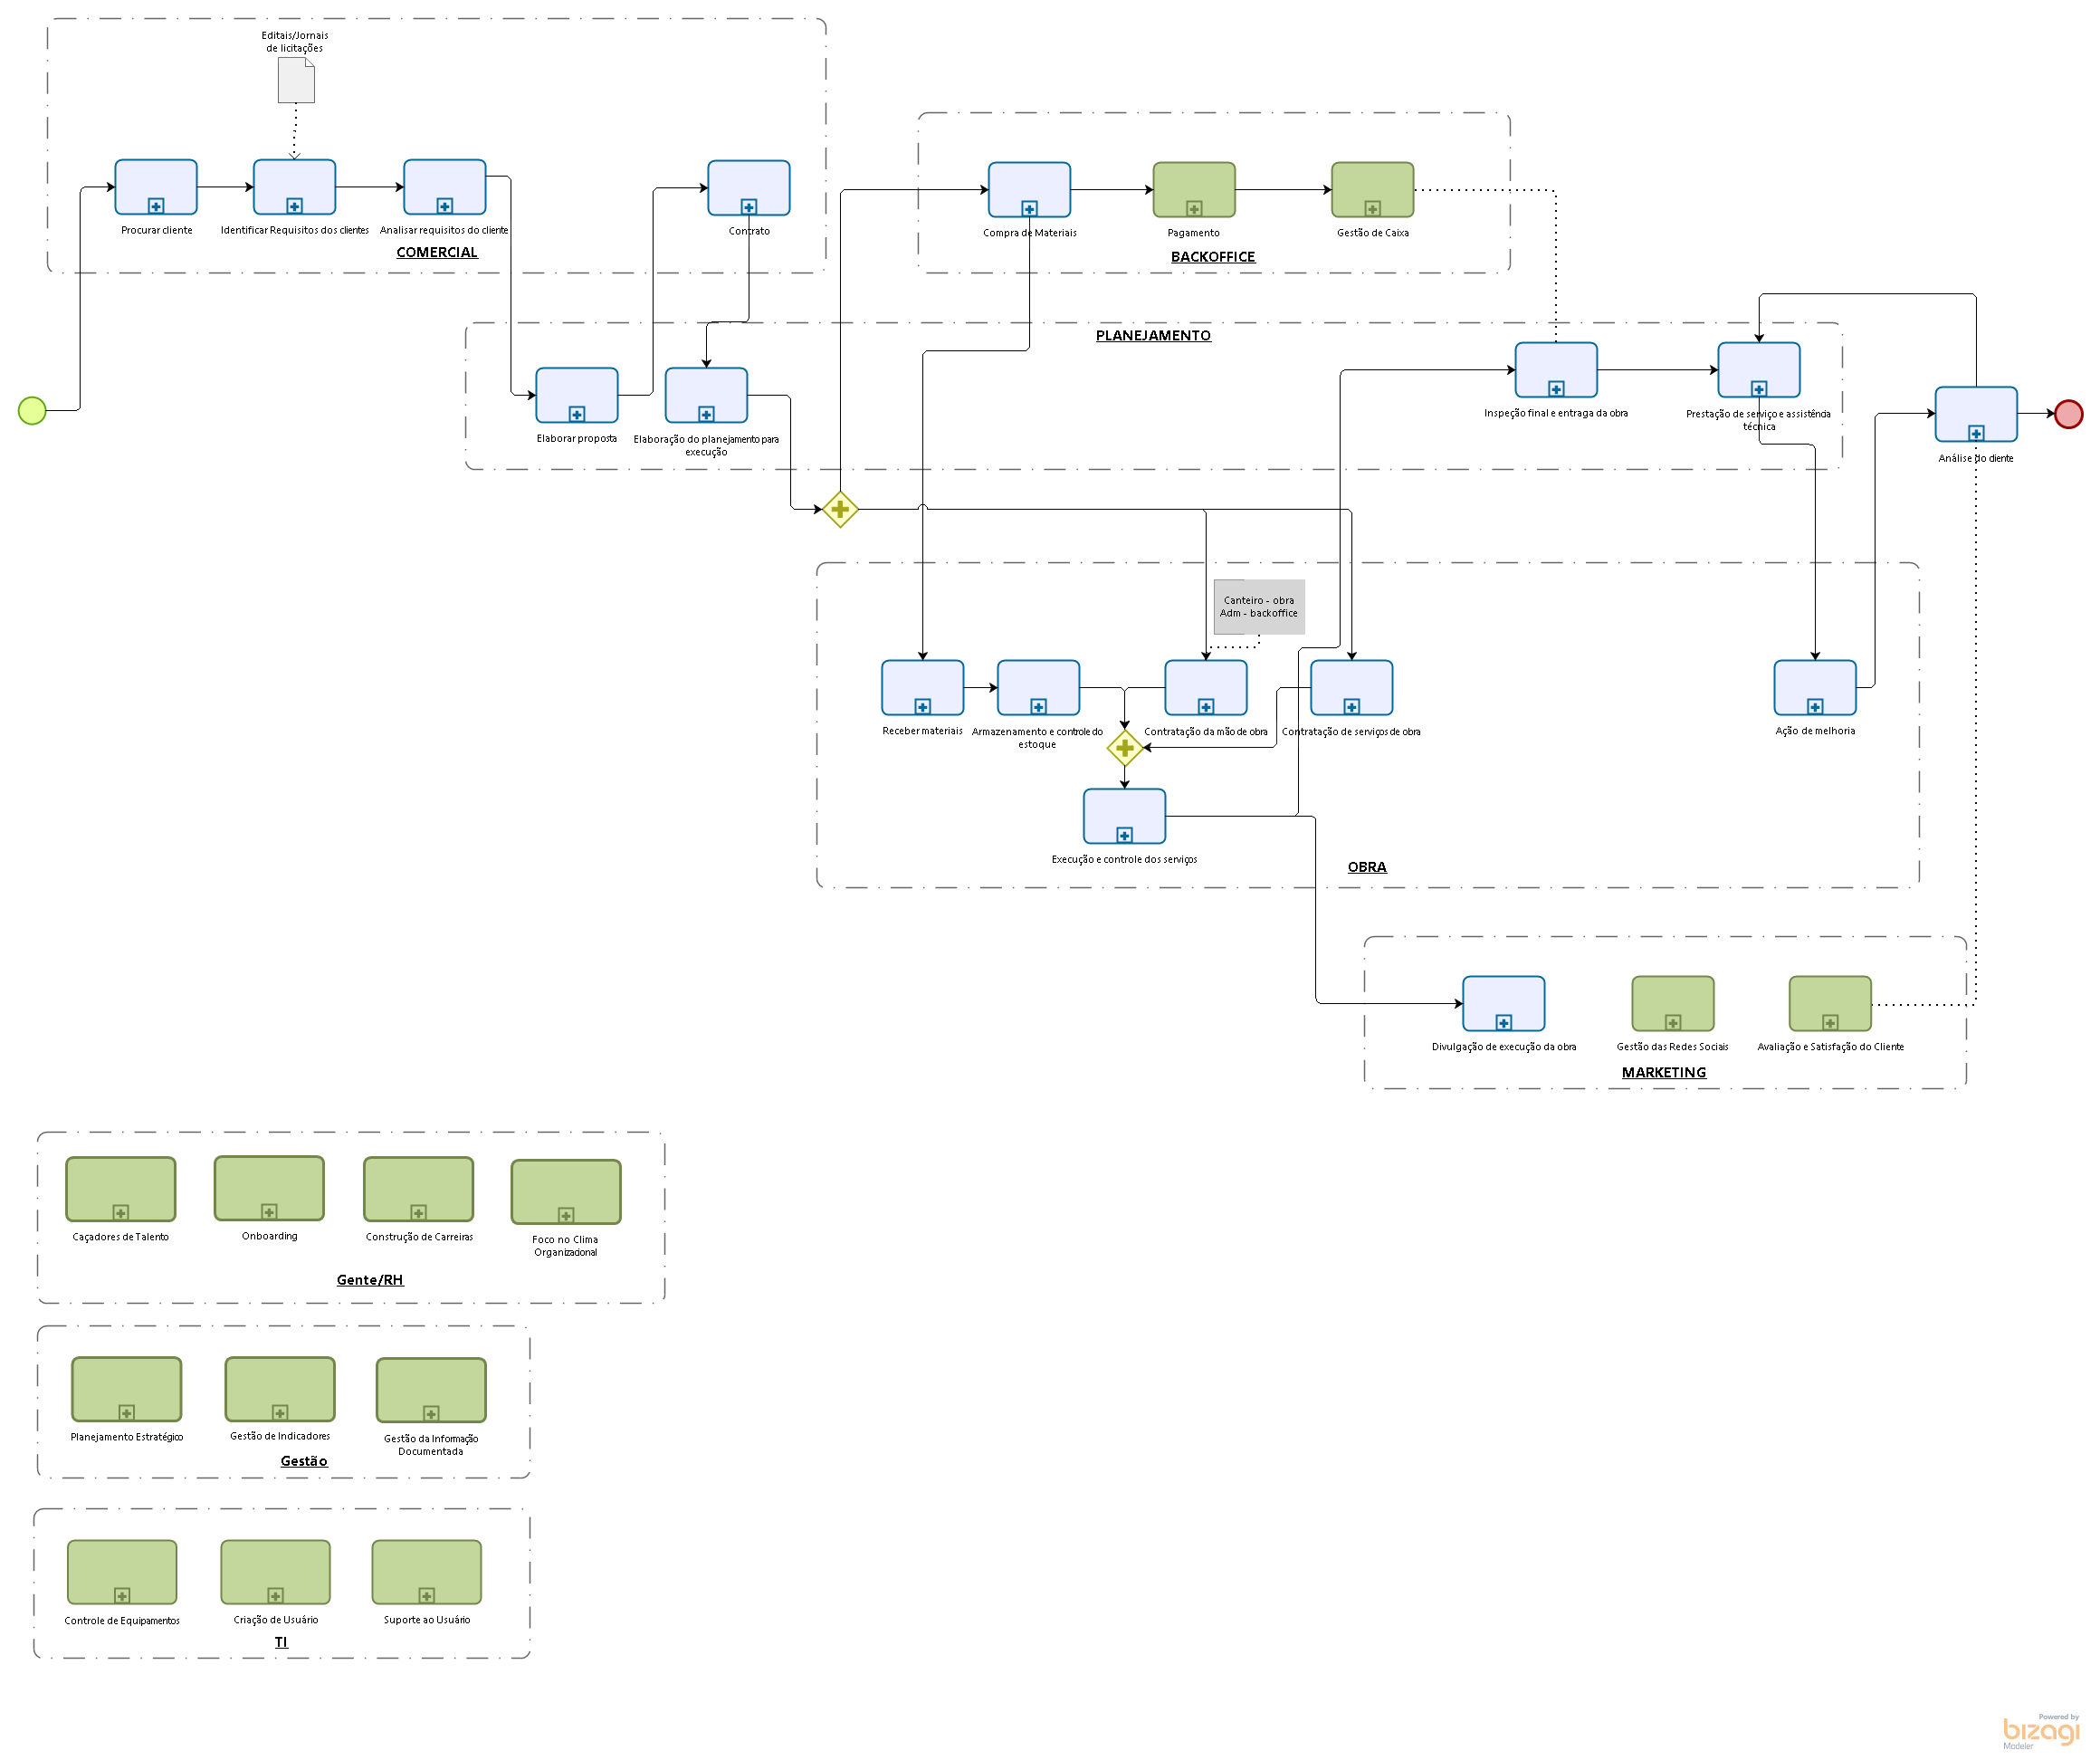 Editais/Jornais
de licitações
Procurar cliente
Identificar Requisitos dos clientes
Analisar requisitos do cliente
Contrato
COMERCIAL
Compra de Materiais
Pagamento
Gestão de Caixa
BACKOFFICE
PLANEJAMENTO
Elaborar proposta
Elaboração do planejamento para
execução
Inspeção final e entraga da obra
Prestação de serviço e assistência
técnica
Análise do cliente
Canteiro - obra
Adm - backoffice
Receber materiais
Armazenamento e controle do
estoque
Contratação da mão de obra
Contratação de serviços de obra
Ação de melhoria
Execução e controle dos serviços
OBRA
Divulgação de execução da obra
Gestão das Redes Sociais
Avaliação e Satisfação do Cliente
MARKETING
Caçadores de Talento
Onboarding
Construção de Carreiras
Foco no Clima
Organizacional
Gente/RH
Planejamento Estratégico
Gestão de Indicadores
Gestão da Informação
Documentada
Gestão
Controle de Equipamentos
Criação de Usuário
Suporte ao Usuário
TI
Powered by
bizagi
Modeler